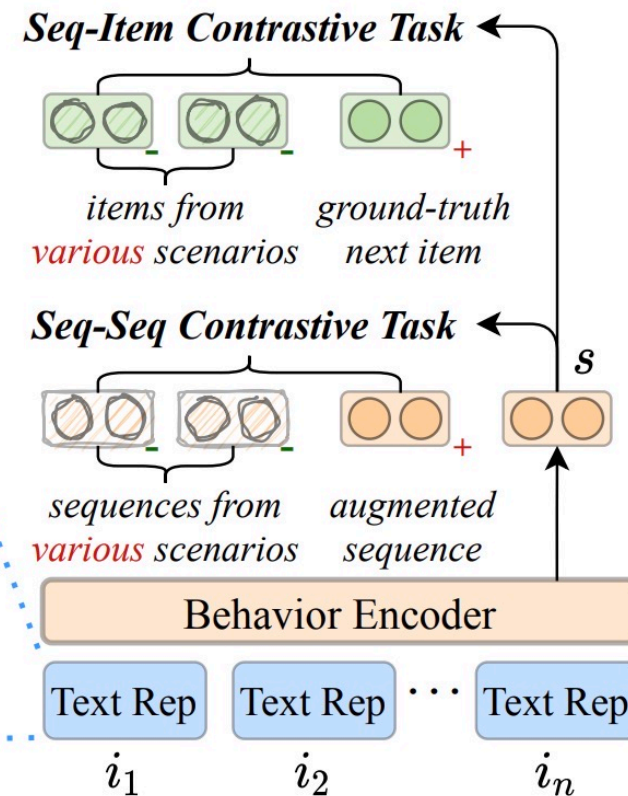 Seq-Item Contrastive Task
- - +
items from ground-truth
various scenarios next item
Seq-Seq Contrastive Task
s
- - +
sequences from augmented
various scenarios sequence
Behavior Encoder
Text Rep Text Rep ··· Text Rep
i₁ i₂ iₙ